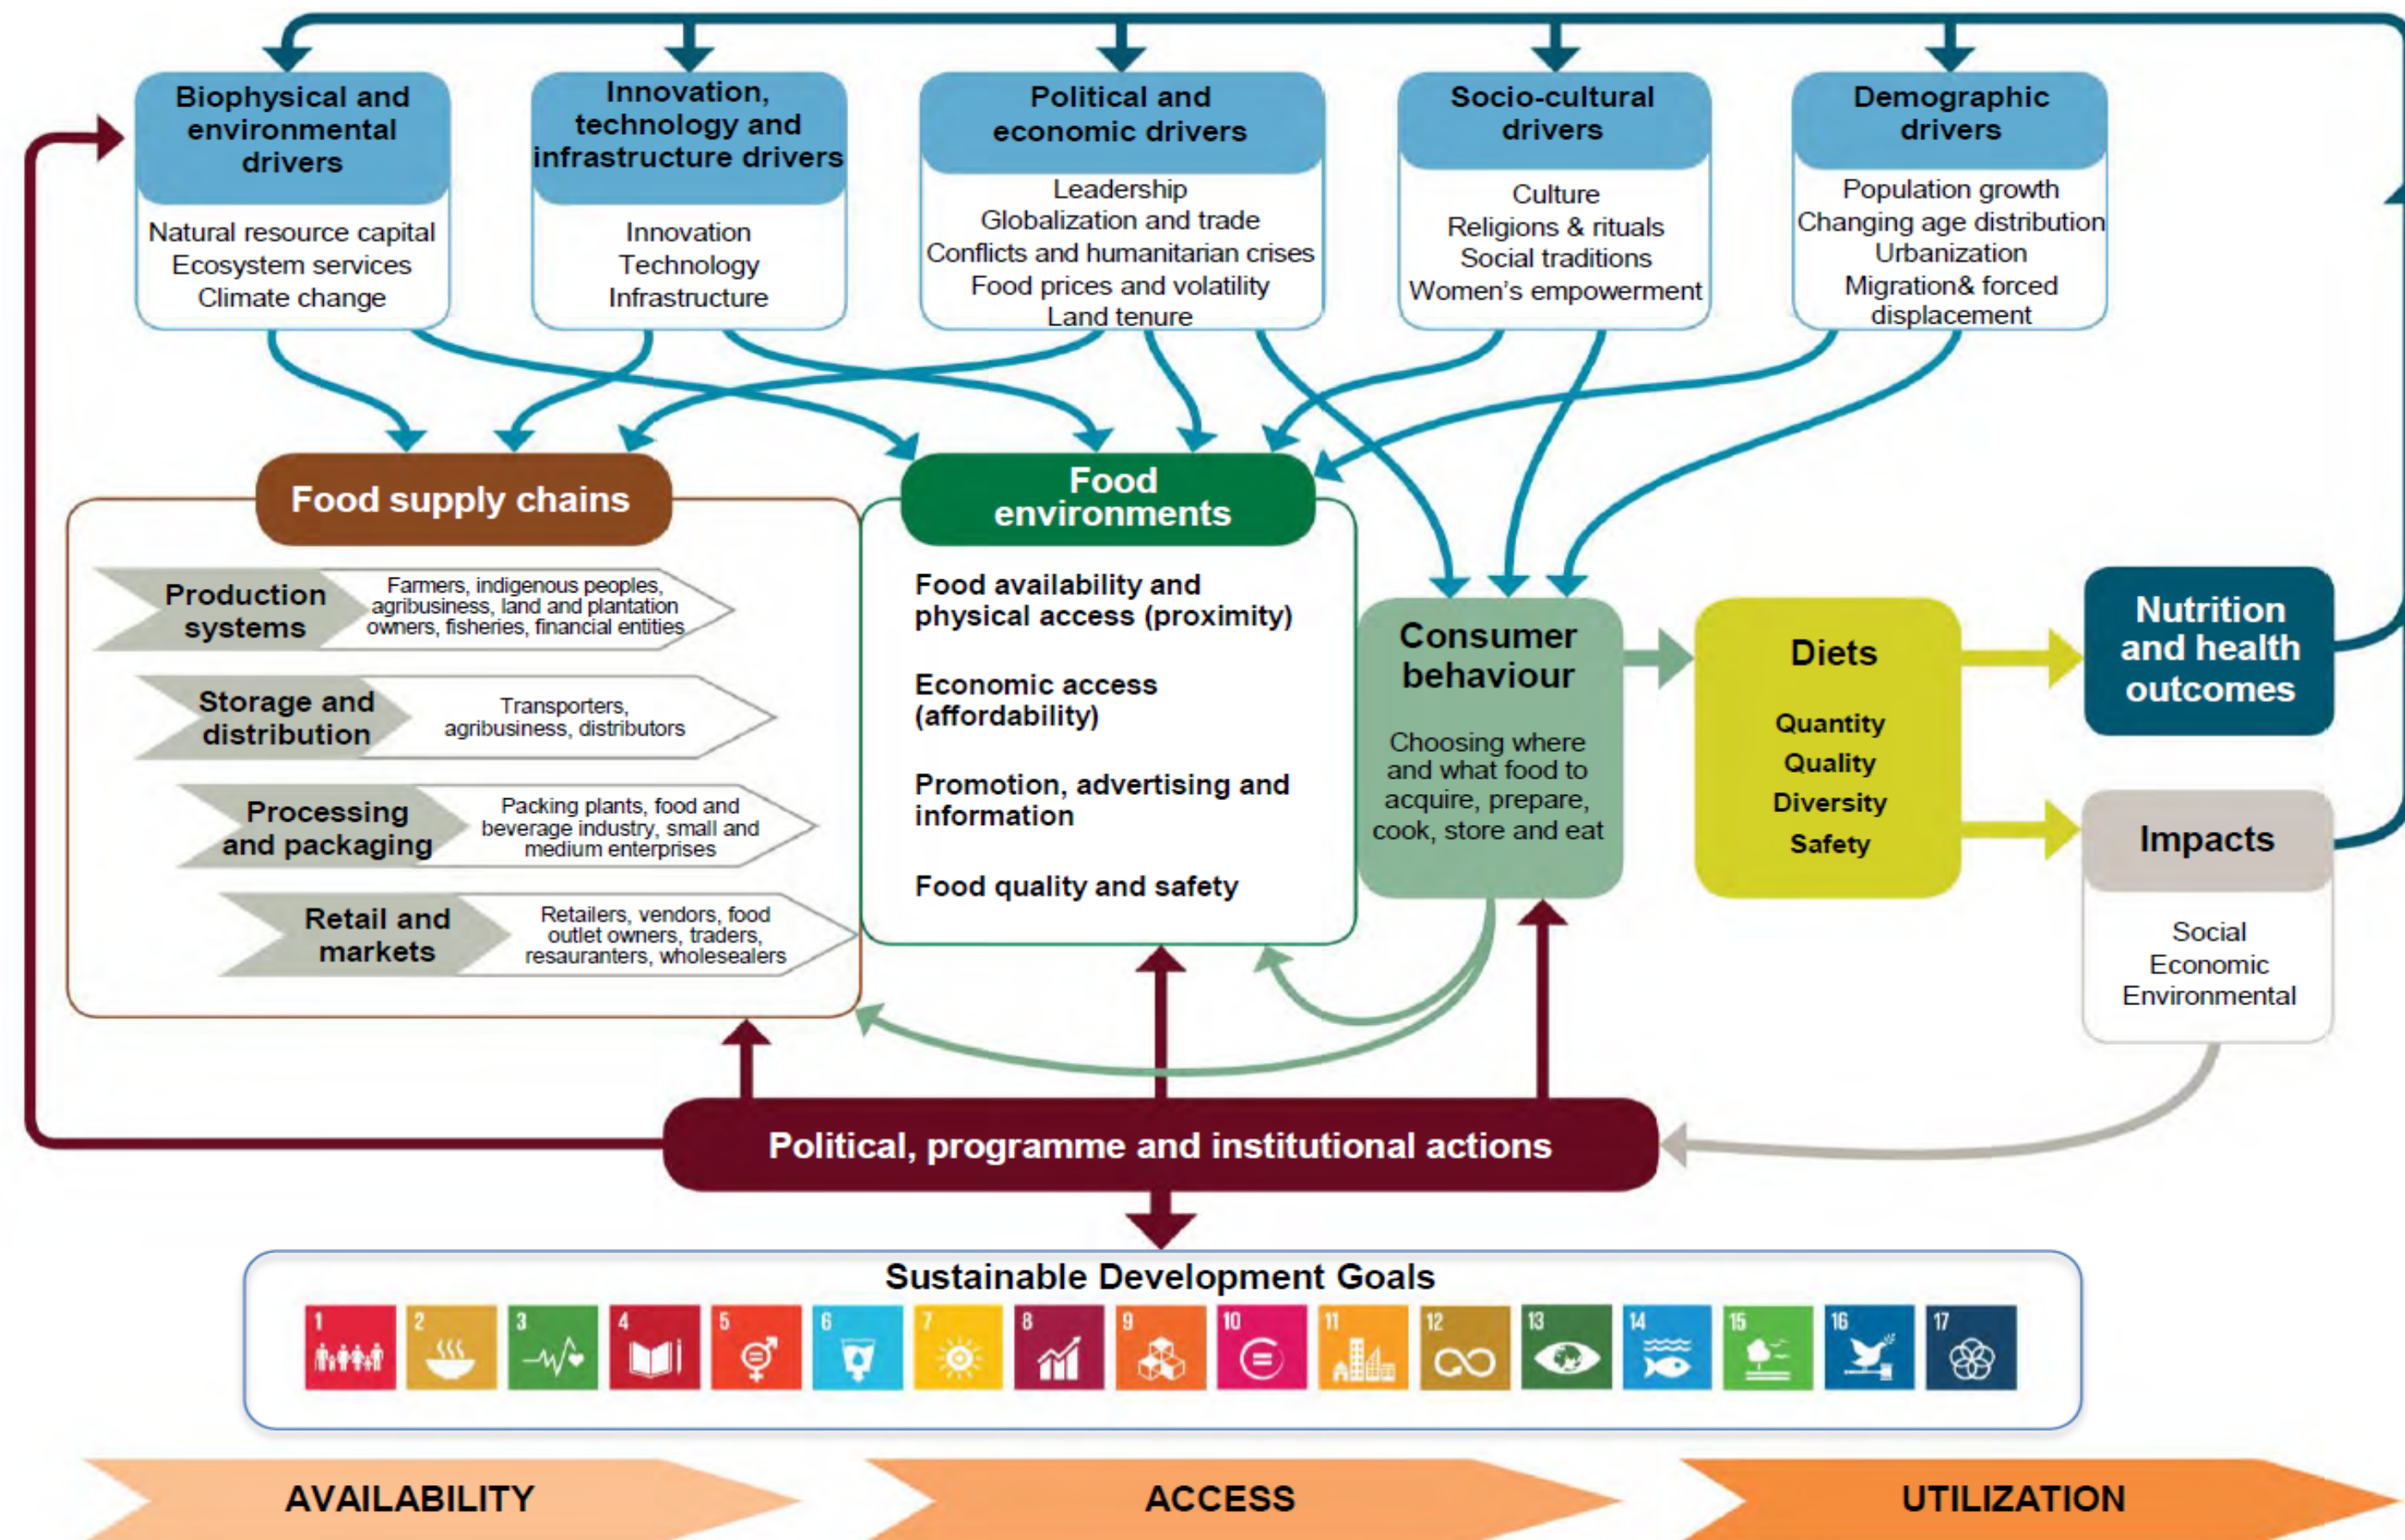 Biophysical and
environmental
drivers
Natural resource capital
Ecosystem services
Climate change
Innovation,
technology and
infrastructure drivers
Innovation
Technology
Infrastructure
Political and
economic drivers
Leadership
Globalization and trade
Conflicts and humanitarian crises
Food prices and volatility
Land tenure
Socio-cultural
drivers
Culture
Religions & rituals
Social traditions
Women's empowerment
Demographic
drivers
Population growth
Changing age distribution
Urbanization
Migration& forced
displacement
Food supply chains
Production
systems
Farmers, indigenous peoples,
agribusiness, land and plantation
owners, fisheries, financial entities
Storage and
distribution
Transporters,
agribusiness, distributors
Processing
and packaging
Packing plants, food and
beverage industry, small and
medium enterprises
Retail and
markets
Retailers, vendors, food
outlet owners, traders,
resauranters, wholesealers
Food
environments
Food availability and
physical access (proximity)
Economic access
(affordability)
Promotion, advertising and
information
Food quality and safety
Consumer
behaviour
Choosing where
and what food to
acquire, prepare,
cook, store and eat
Diets
Quantity
Quality
Diversity
Safety
Nutrition
and health
outcomes
Impacts
Social
Economic
Environmental
Political, programme and institutional actions
Sustainable Development Goals
1 2 3 4 5 6 7 8 9 10 11 12 13 14 15 16 17
AVAILABILITY
ACCESS
UTILIZATION